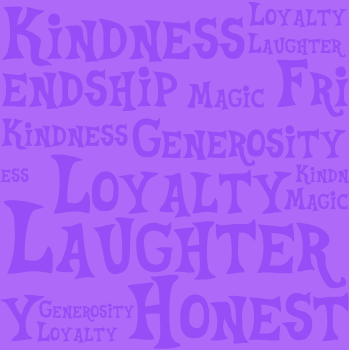 Kindness Loyalty
Laughter
endship Magic Fri
Kindness Generosity
ess Loyalty Kindn
Magic
Laughter
y Generosity Honest
Loyalty